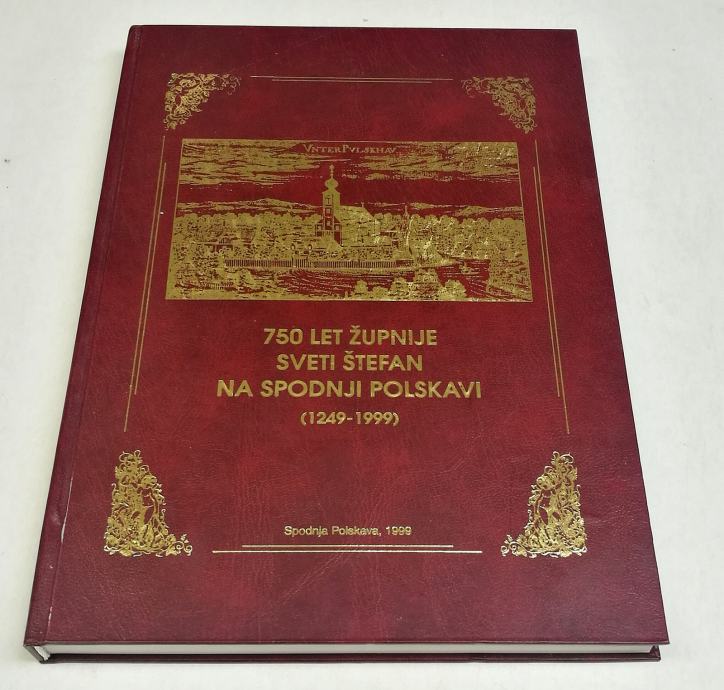 VNTERPVLSKHAV
750 LET ŽUPNIJE
SVETI ŠTEFAN
NA SPODNJI POLSKAVI
(1249-1999)
Spodnja Polskava, 1999